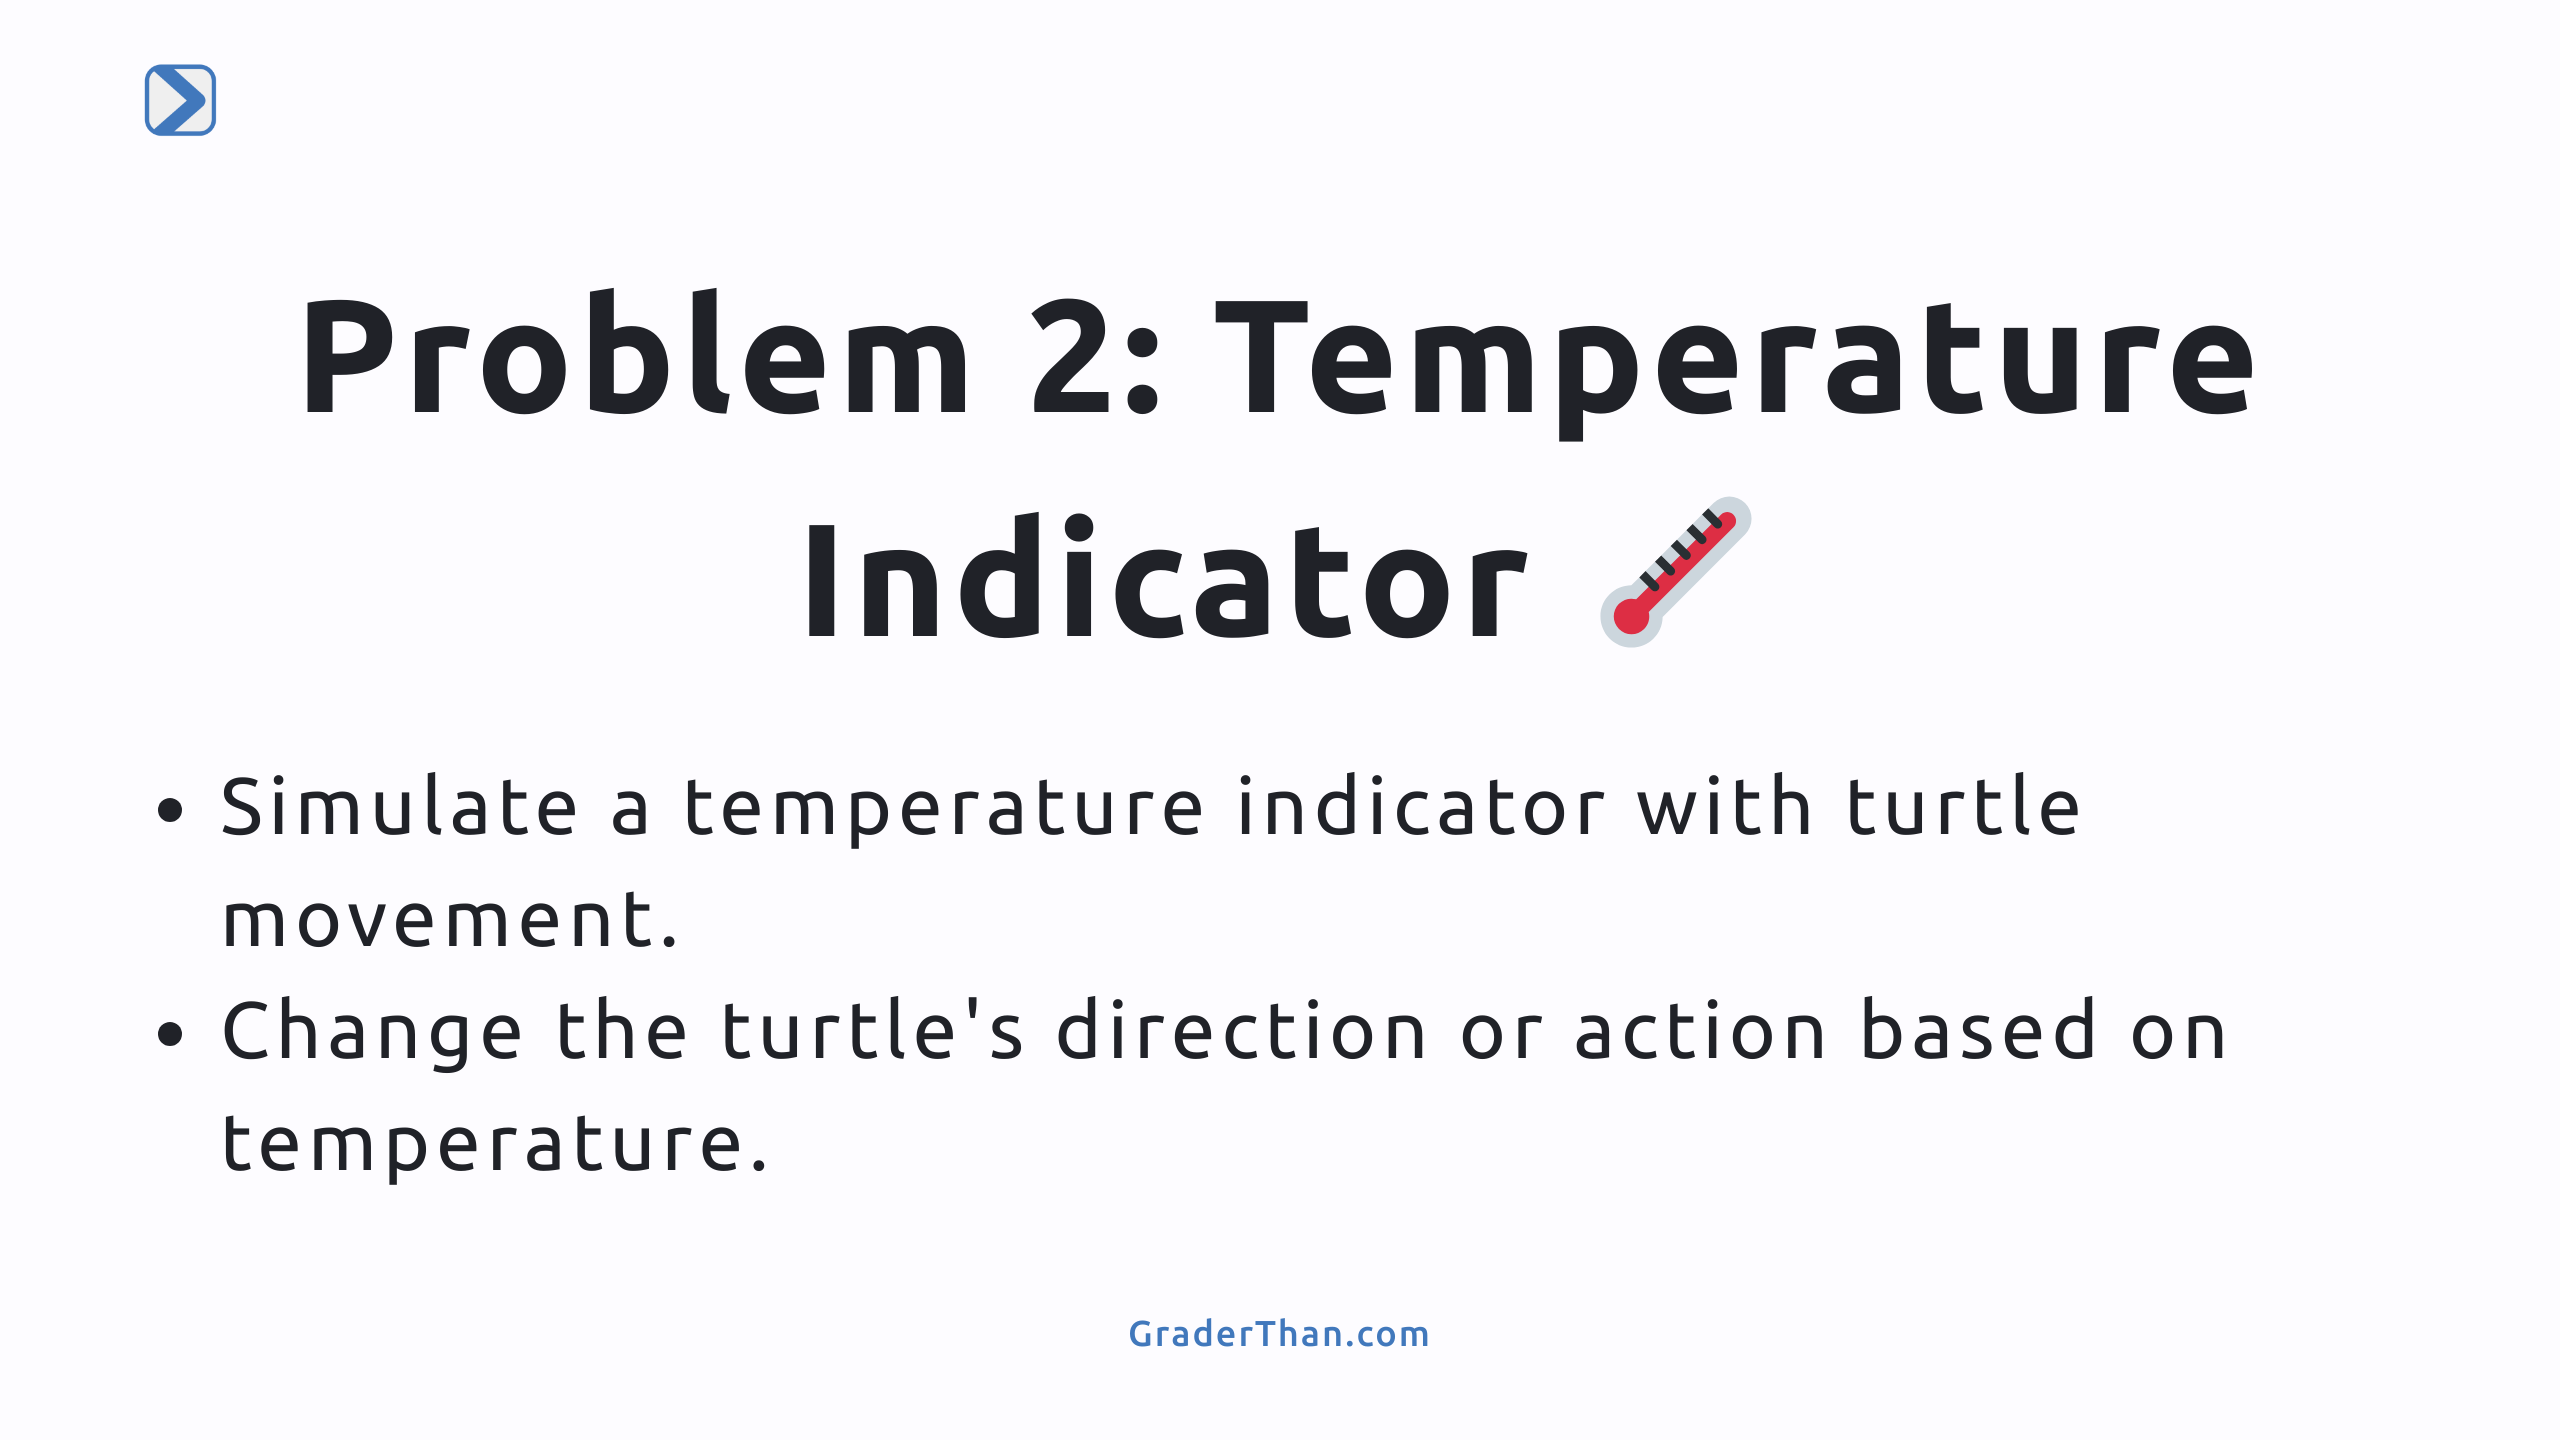 Problem 2: Temperature
Indicator
• Simulate a temperature indicator with turtle
movement.
• Change the turtle's direction or action based on
temperature.
GraderThan.com